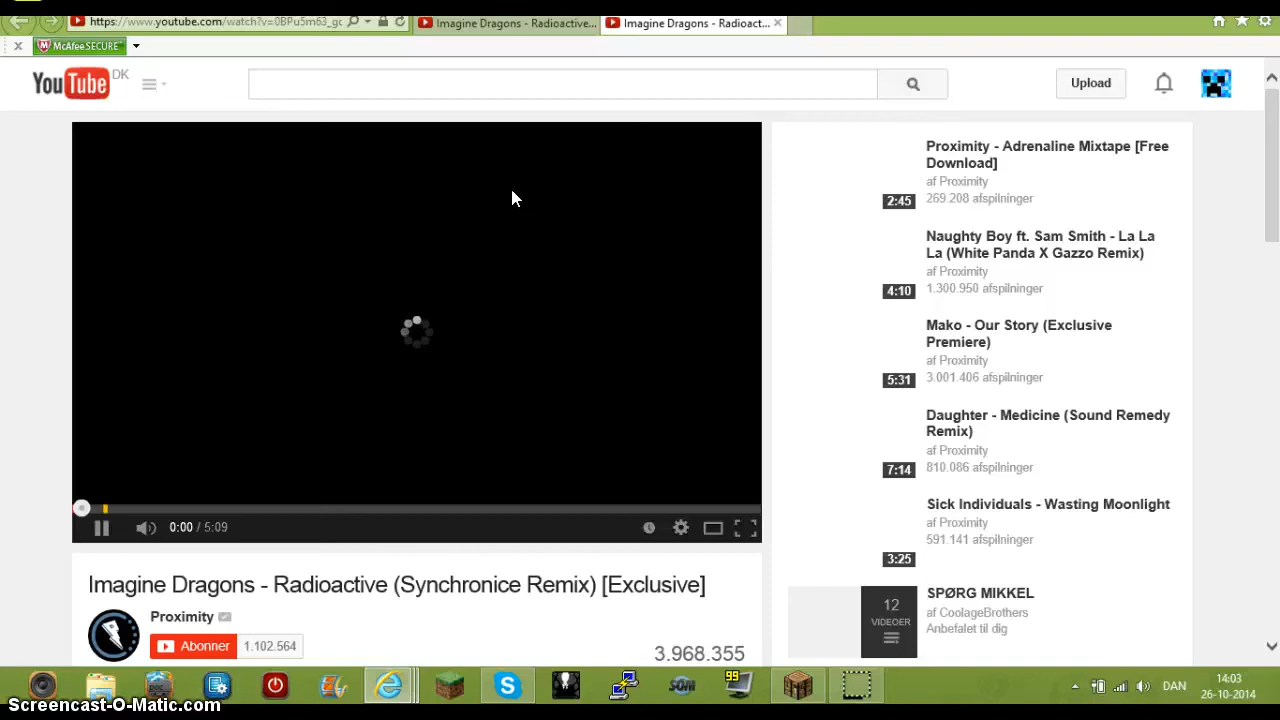 https://www.youtube.com/watch?v=0BPu5m63_gc
Imagine Dragons - Radioactive...
Imagine Dragons - Radioact...
McAfee SECURE™
YouTube DK
Upload
Proximity - Adrenaline Mixtape [Free
Download]
af Proximity
2:45
269.208 afspilninger
Naughty Boy ft. Sam Smith - La La
La (White Panda X Gazzo Remix)
af Proximity
4:10
1.300.950 afspilninger
Mako - Our Story (Exclusive
Premiere)
af Proximity
5:31
3.001.406 afspilninger
Daughter - Medicine (Sound Remedy
Remix)
af Proximity
7:14
810.086 afspilninger
Sick Individuals - Wasting Moonlight
af Proximity
591.141 afspilninger
3:25
0:00 / 5:09
Imagine Dragons - Radioactive (Synchronice Remix) [Exclusive]
Proximity
Abonner 1.102.564
3.968.355
12
VIDEOER
SPØRG MIKKEL
af CoolageBrothers
Anbefalet til dig
99
SOM
DAN
14:03
26-10-2014
Screencast-O-Matic.com